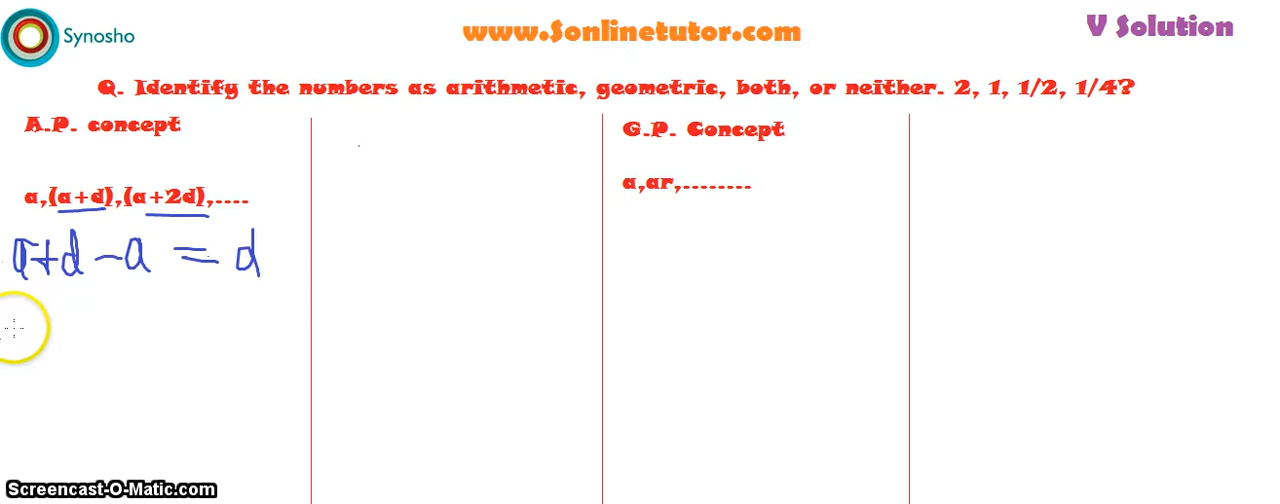 Synosho
www.Sonlinetutor.com
V Solution
Q. Identify the numbers as arithmetic, geometric, both, or neither. 2, 1, 1/2, 1/4?
A.P. concept
a,(a+d),(a+2d),....
a+d-a = d
G.P. Concept
a,ar,........
Screencast-O-Matic.com